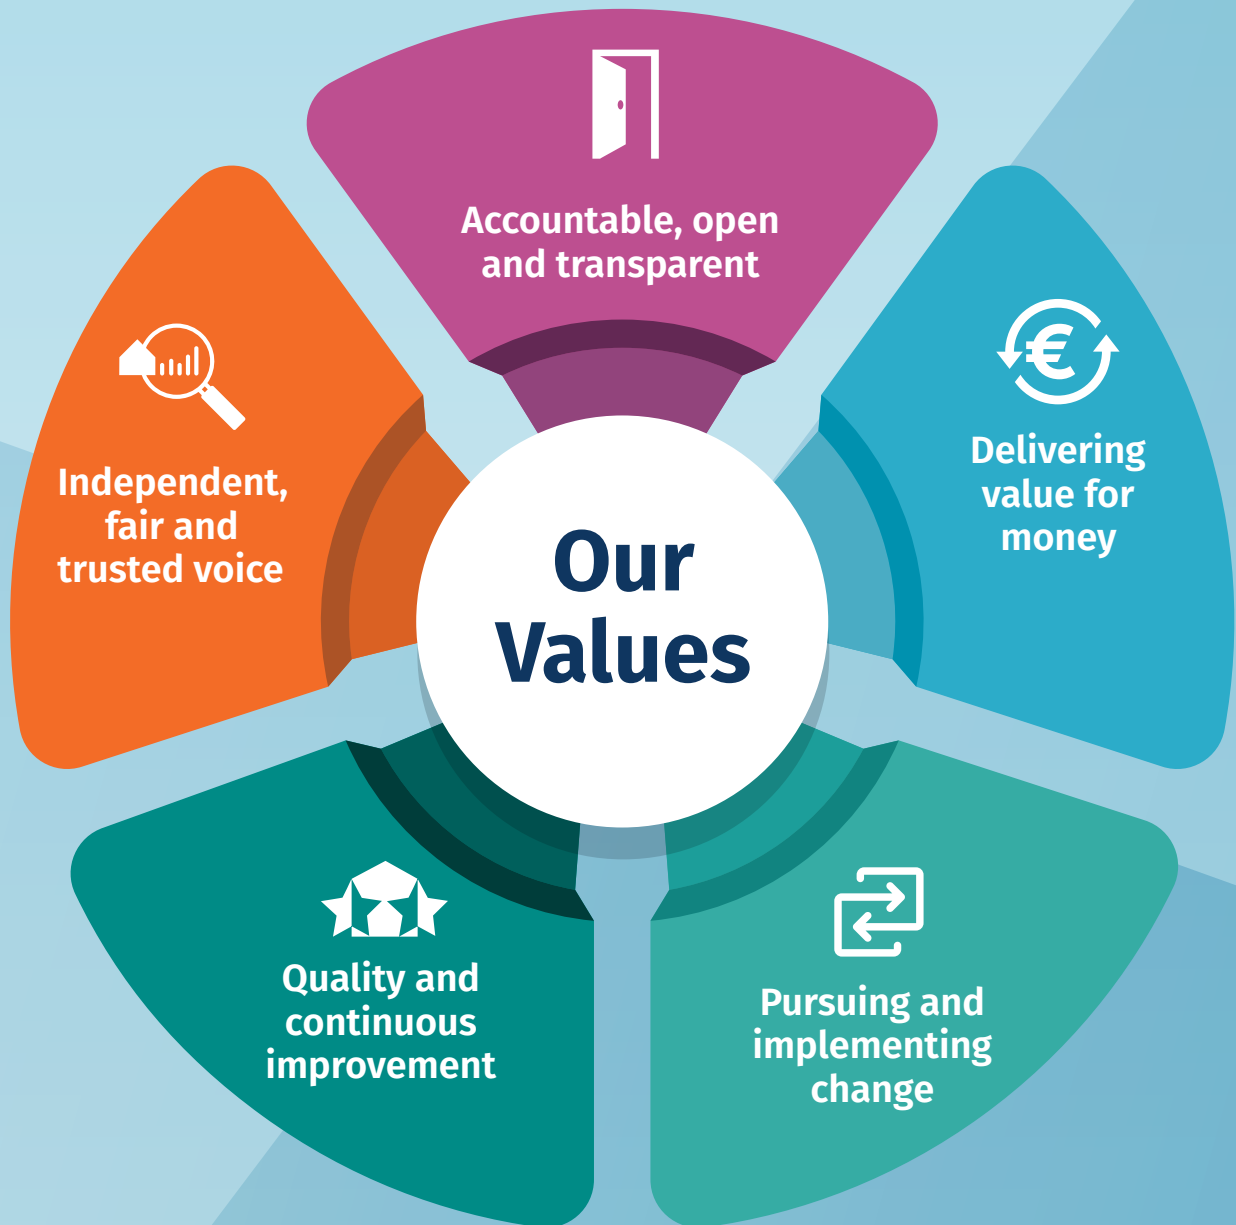 Our
Values
Accountable, open
and transparent
Delivering
value for
money
Pursuing and
implementing
change
Quality and
continuous
improvement
Independent,
fair and
trusted voice